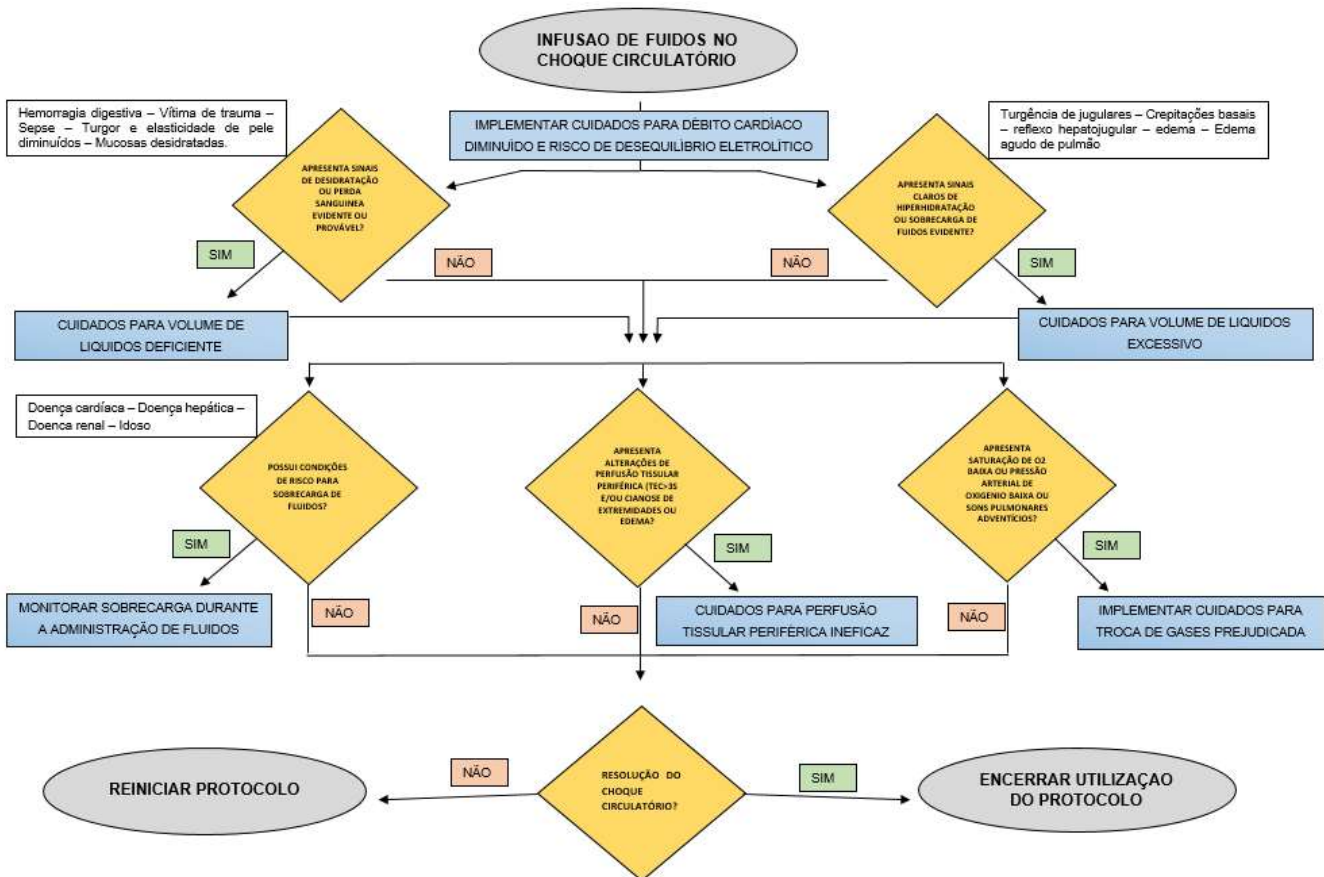 INFUSAO DE FUIDOS NO
CHOQUE CIRCULATÓRIO
Hemorragia digestiva – Vítima de trauma –
Sepse – Turgor e elasticidade de pele
diminuídos – Mucosas desidratadas.
IMPLEMENTAR CUIDADOS PARA DÉBITO CARDÍACO
DIMINUÍDO E RISCO DE DESEQUILÍBRIO ELETROLÍTICO
Turgência de jugulares – Crepitações basais
– reflexo hepatojugular – edema – Edema
agudo de pulmão
APRESENTA SINAIS
DE DESIDRATAÇÃO
OU PERDA
SANGUINEA
EVIDENTE OU
PROVÁVEL?
APRESENTA SINAIS
CLAROS DE
HIPERHIDRATAÇÃO
OU SOBRECARGA DE
FUIDOS EVIDENTE?
SIM
NÃO
NÃO
SIM
CUIDADOS PARA VOLUME DE
LIQUIDOS DEFICIENTE
CUIDADOS PARA VOLUME DE LIQUIDOS
EXCESSIVO
Doença cardíaca – Doença hepática –
Doenca renal – Idoso
POSSUI CONDIÇÕES
DE RISCO PARA
SOBRECARGA DE
FLUIDOS?
APRESENTA
ALTERAÇÕES DE
PERFUSÃO TISSULAR
PERIFÉRICA (TEC>3S
E/OU CIANOSE DE
EXTREMIDADES OU
EDEMA?
APRESENTA
SATURAÇÃO DE O2
BAIXA OU PRESSÃO
ARTERIAL DE
OXIGENIO BAIXA OU
SONS PULMONARES
ADVENTÍCIOS?
SIM
SIM
SIM
MONITORAR SOBRECARGA DURANTE
A ADMINISTRAÇÃO DE FLUIDOS
NÃO
NÃO
CUIDADOS PARA PERFUSÃO
TISSULAR PERIFÉRICA INEFICAZ
NÃO
IMPLEMENTAR CUIDADOS PARA
TROCA DE GASES PREJUDICADA
REINICIAR PROTOCOLO
NÃO
RESOLUÇÃO DO
CHOQUE
CIRCULATÓRIO?
SIM
ENCERRAR UTILIZAÇAO
DO PROTOCOLO